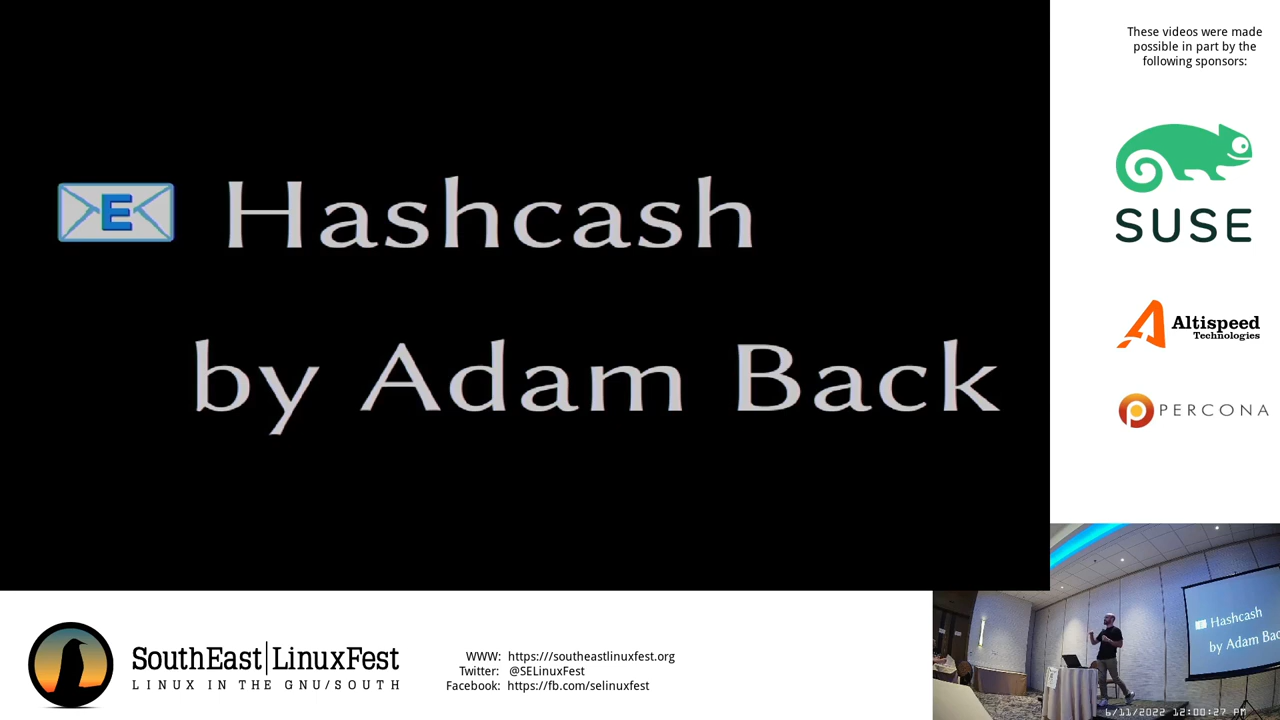 E Hashcash
by Adam Back
These videos were made
possible in part by the
following sponsors:
SUSE
Altispeed
Technologies
PERCONA
Hashcash
by Adam Bac
6/11/2022 12:00:27 PM
SouthEast|LinuxFest
LINUX IN THE GNU/SOUTH
WWW: https:///southeastlinuxfest.org
Twitter: @SELinuxFest
Facebook: https://fb.com/selinuxfest